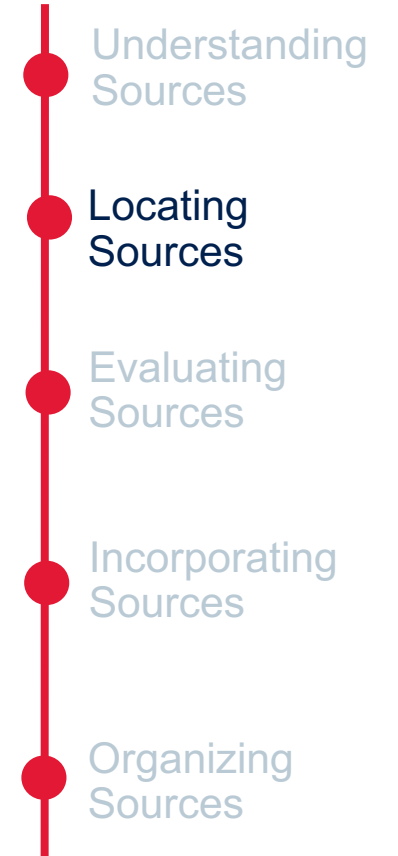 Understanding
Sources
Locating
Sources
Evaluating
Sources
Incorporating
Sources
Organizing
Sources